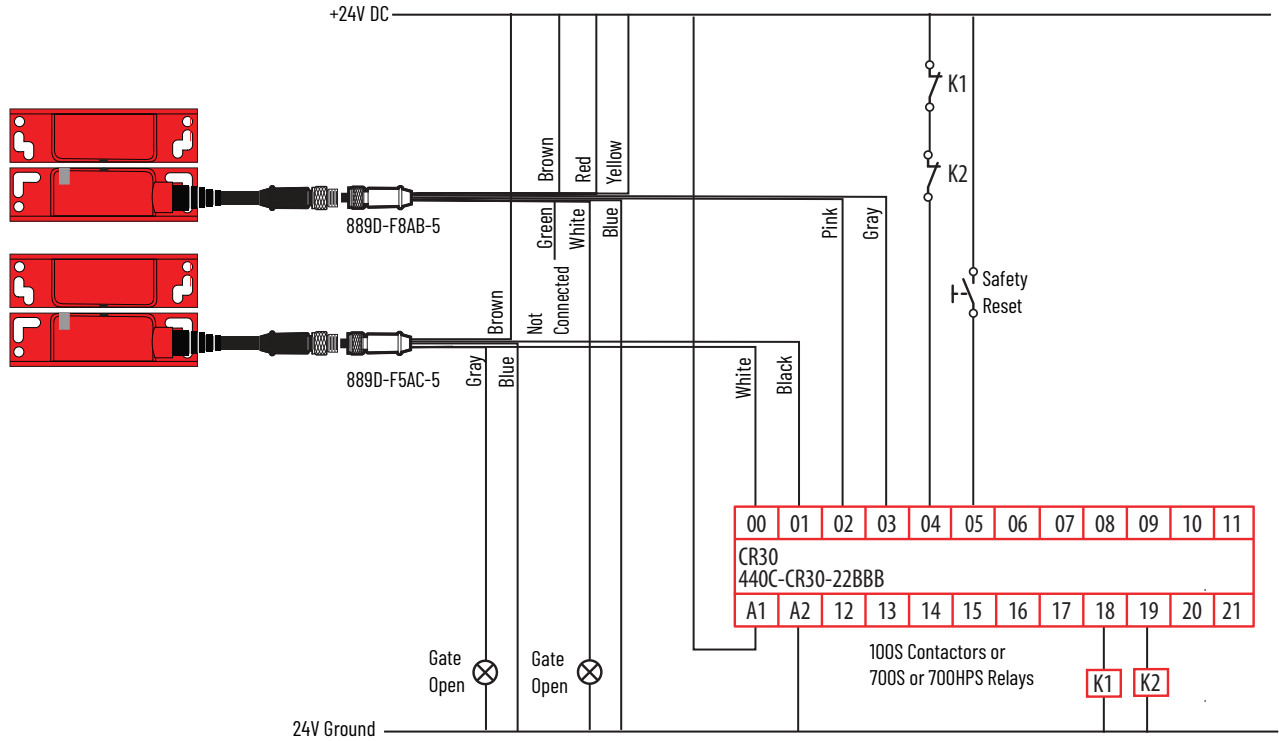 +24V DC
K1
K2
Brown
Red
Yellow
889D-F8AB-5
Green
White
Blue
Pink
Gray
Not
Connected
Safety
Reset
Brown
889D-F5AC-5
Gray
Blue
White
Black
00 01 02 03 04 05 06 07 08 09 10 11
CR30
440C-CR30-22BBB
A1 A2 12 13 14 15 16 17 18 19 20 21
Gate
Open
Gate
Open
100S Contactors or
700S or 700HPS Relays
K1 K2
24V Ground